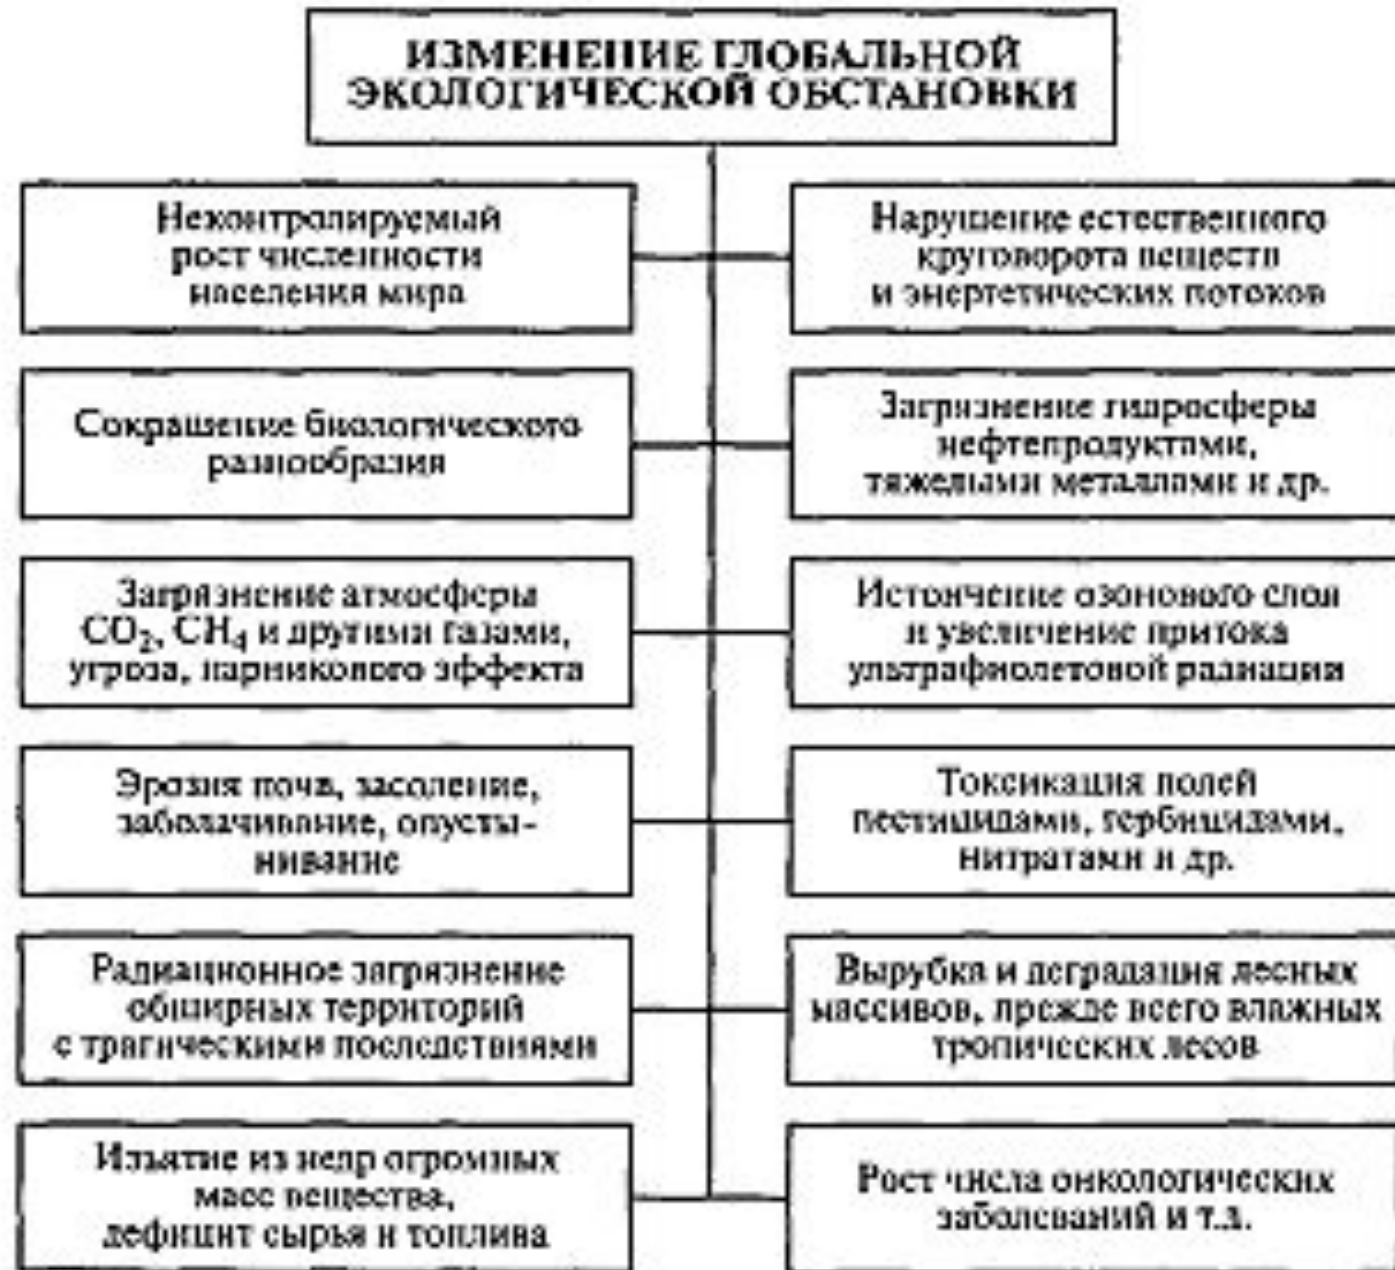 ИЗМЕНЕНИЕ ГЛОБАЛЬНОЙ
ЭКОЛОГИЧЕСКОЙ ОБСТАНОВКИ
Неконтролируемый
рост численности
населения мира
Нарушение естественного
круговорота веществ
и энергетических потоков
Сокращение биологического
разнообразия
Загрязнение гидросферы
нефтепродуктами,
тяжелыми металлами и др.
Загрязнение атмосферы
CO₂, CH₄ и другими газами,
угроза, парникового эффекта
Истончение озонового слоя
и увеличение притока
ультрафиолетовой радиации
Эрозия почв, засоление,
заболачивание, опусты-
нивание
Токсикация полей
пестицидами, гербицидами,
нитратами и др.
Радиационное загрязнение
обширных территорий
с трагическими последствиями
Вырубка и деградация лесных
массивов, прежде всего влажных
тропических лесов
Изъятие из недр огромных
масс вещества,
дефицит сырья и топлива
Рост числа онкологических
заболеваний и т.д.